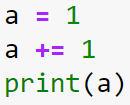 a = 1
a += 1
print(a)